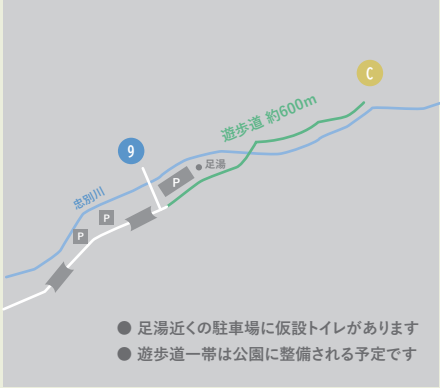 C
遊歩道 約600m
9
足湯
P
忠別川
P
P
● 足湯近くの駐車場に仮設トイレがあります
● 遊歩道一帯は公園に整備される予定です